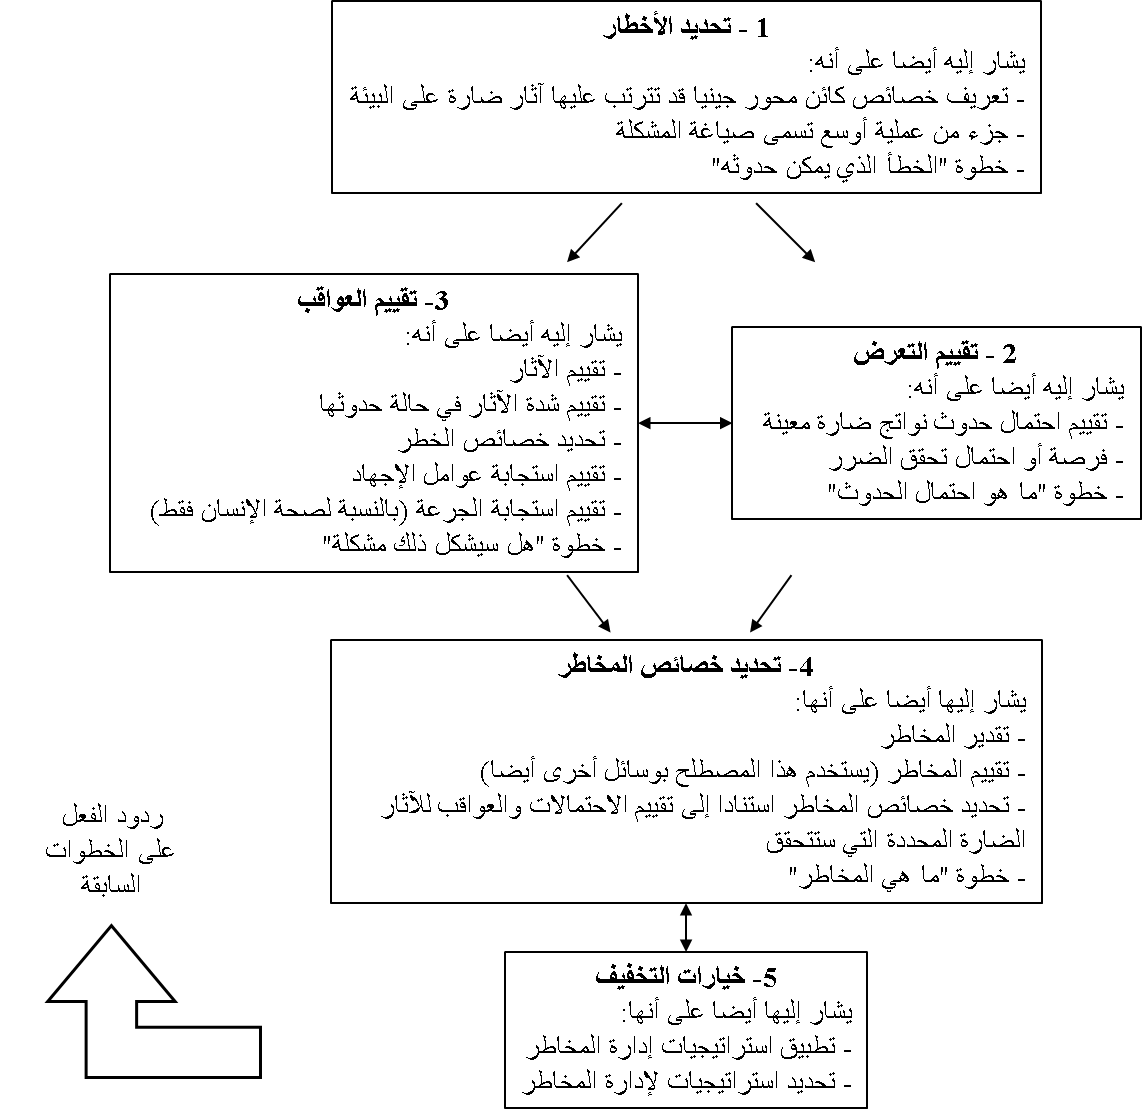 1 - تحديد الأخطار
يشار إليه أيضا على أنه:
- تعريف خصائص كائن محور جينيا قد تترتب عليها آثار ضارة على البيئة
- جزء من عملية أوسع تسمى صياغة المشكلة
- خطوة "الخطأ الذي يمكن حدوثه"
2 - تقييم التعرض
يشار إليه أيضا على أنه:
- تقييم احتمال حدوث نواتج ضارة معينة
- فرصة أو احتمال تحقق الضرر
- خطوة "ما هو احتمال الحدوث"
3- تقييم العواقب
يشار إليه أيضا على أنه:
- تقييم الآثار
- تقييم شدة الآثار في حالة حدوثها
- تحديد خصائص الخطر
- تقييم استجابة عوامل الإجهاد
- تقييم استجابة الجرعة (بالنسبة لصحة الإنسان فقط)
- خطوة "هل سيشكل ذلك مشكلة"
4- تحديد خصائص المخاطر
يشار إليها أيضا على أنها:
- تقدير المخاطر
- تقييم المخاطر (يستخدم هذا المصطلح بوسائل أخرى أيضا)
- تحديد خصائص المخاطر استنادا إلى تقييم الاحتمالات والعواقب للآثار
الضارة المحددة التي ستتحقق
- خطوة "ما هي المخاطر"
5- خيارات التخفيف
يشار إليها أيضا على أنها:
- تطبيق استراتيجيات إدارة المخاطر
- تحديد استراتيجيات لإدارة المخاطر
ردود الفعل
على الخطوات
السابقة